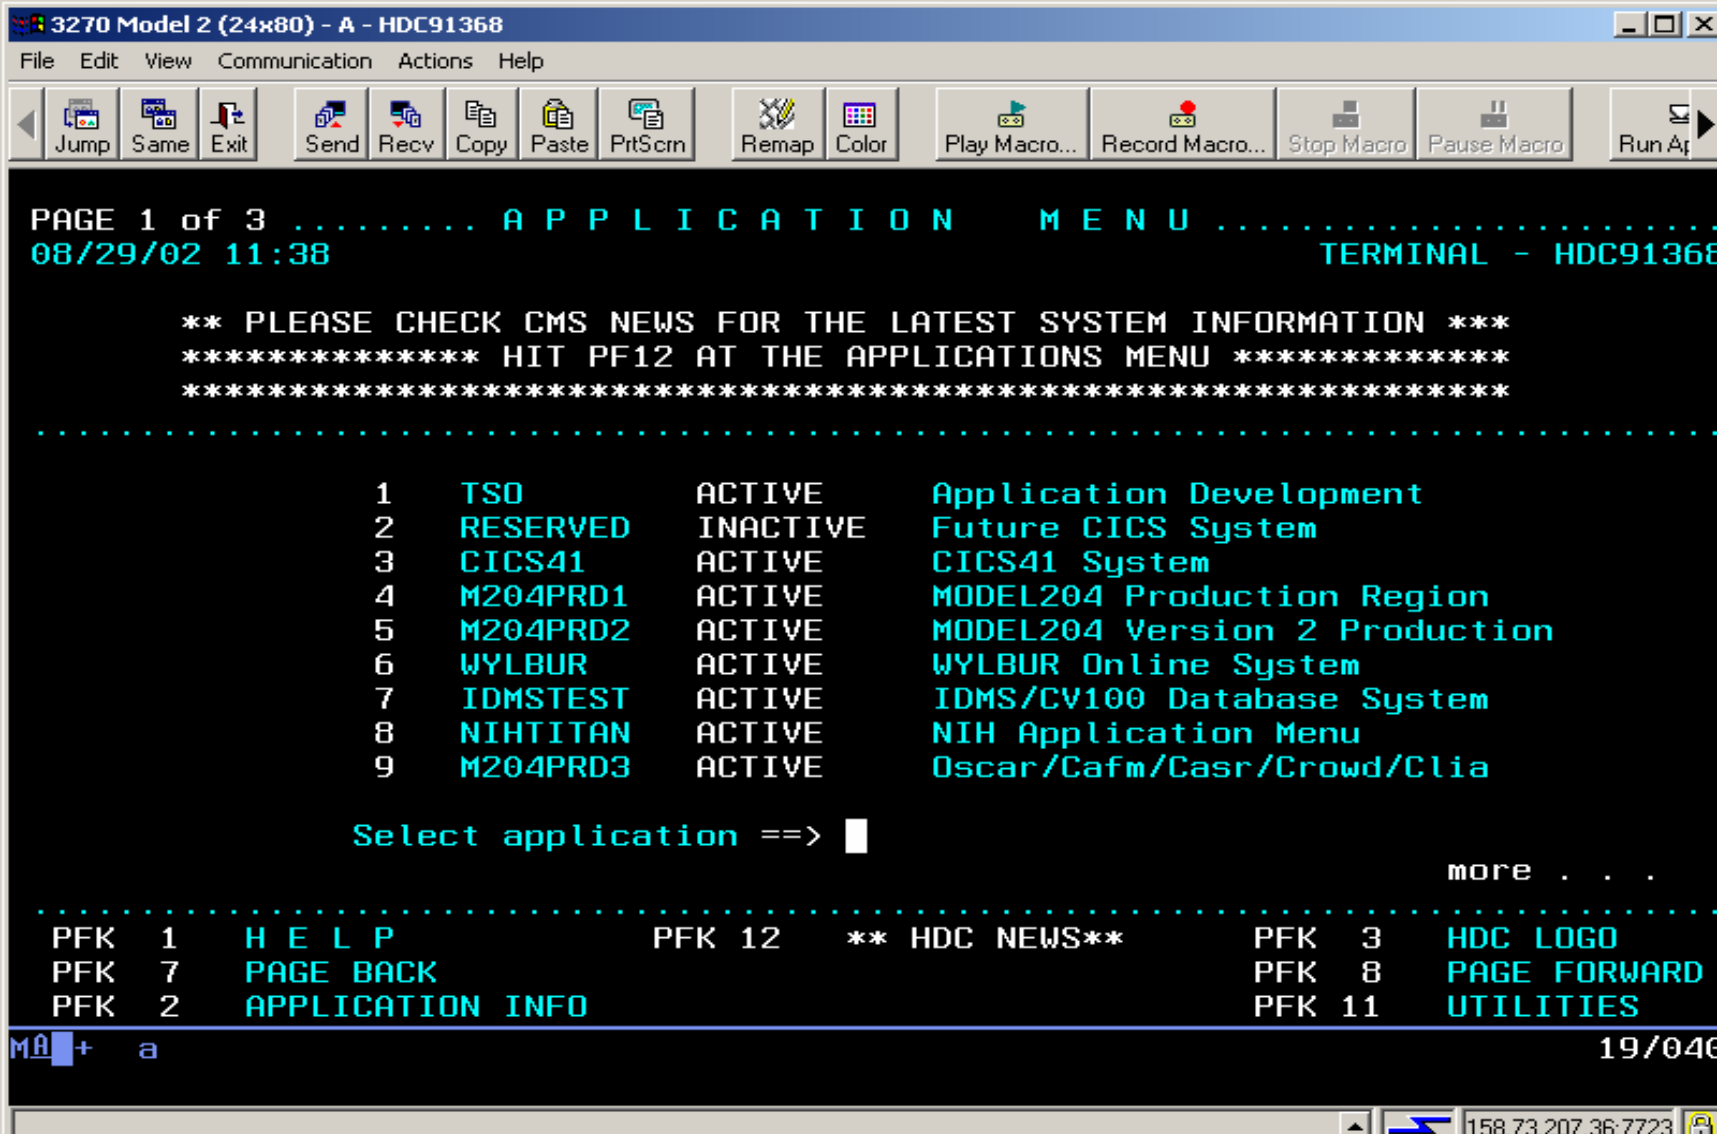 3270 Model 2 (24x80) - A - HDC91368
File Edit View Communication Actions Help
Jump Same Exit Send Recv Copy Paste PrtScrn Remap Color Play Macro... Record Macro... Stop Macro Pause Macro Run Ap
PAGE 1 of 3 ......... A P P L I C A T I O N   M E N U ........................
08/29/02 11:38 TERMINAL - HDC91368
** PLEASE CHECK CMS NEWS FOR THE LATEST SYSTEM INFORMATION ***
************** HIT PF12 AT THE APPLICATIONS MENU *************
**************************************************************
1 TSO ACTIVE Application Development
2 RESERVED INACTIVE Future CICS System
3 CICS41 ACTIVE CICS41 System
4 M204PRD1 ACTIVE MODEL204 Production Region
5 M204PRD2 ACTIVE MODEL204 Version 2 Production
6 WYLBUR ACTIVE WYLBUR Online System
7 IDMSTEST ACTIVE IDMS/CV100 Database System
8 NIHTITAN ACTIVE NIH Application Menu
9 M204PRD3 ACTIVE Oscar/Cafm/Casr/Crowd/Clia
Select application ==>
more . . .
PFK 1 H E L P PFK 12 ** HDC NEWS** PFK 3 HDC LOGO
PFK 7 PAGE BACK PFK 8 PAGE FORWARD
PFK 2 APPLICATION INFO PFK 11 UTILITIES
MA + a 19/040
158.73.207.36:7723